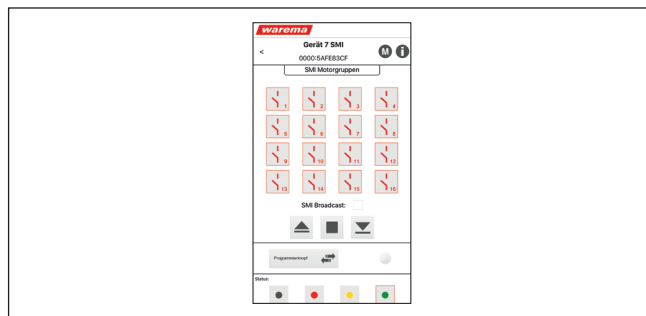 warema
Gerät 7 SMI
<
0000:5AFE83CF
M i
SMI Motorgruppen
1 2 3 4
5 6 7 8
9 10 11 12
13 14 15 16
SMI Broadcast:
Programmierknopf
Status: